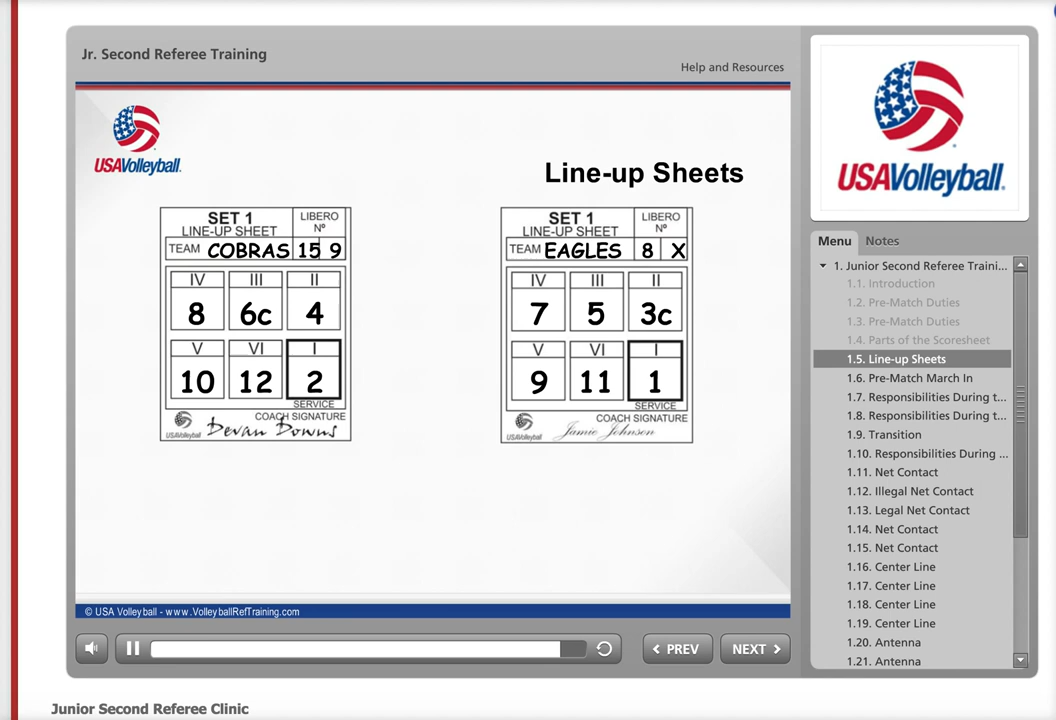 Jr. Second Referee Training
Help and Resources
USAVolleyball.
Line-up Sheets
SET 1
LINE-UP SHEET
LIBERO
Nº
TEAM COBRAS 15 9
IV III II
8 6c 4
V VI I
10 12 2
SERVICE
COACH SIGNATURE
USAVolleyball
Devan Downs
SET 1
LINE-UP SHEET
LIBERO
Nº
TEAM EAGLES 8 X
IV III II
7 5 3c
V VI I
9 11 1
SERVICE
COACH SIGNATURE
USAVolleyball
Jamie Johnson
© USA Volleyball - www.VolleyballRefTraining.com
PREV
NEXT
USAVolleyball.
Menu Notes
1. Junior Second Referee Traini...
1.1. Introduction
1.2. Pre-Match Duties
1.3. Pre-Match Duties
1.4. Parts of the Scoresheet
1.5. Line-up Sheets
1.6. Pre-Match March In
1.7. Responsibilities During t...
1.8. Responsibilities During t...
1.9. Transition
1.10. Responsibilities During ...
1.11. Net Contact
1.12. Illegal Net Contact
1.13. Legal Net Contact
1.14. Net Contact
1.15. Net Contact
1.16. Center Line
1.17. Center Line
1.18. Center Line
1.19. Center Line
1.20. Antenna
1.21. Antenna
Junior Second Referee Clinic